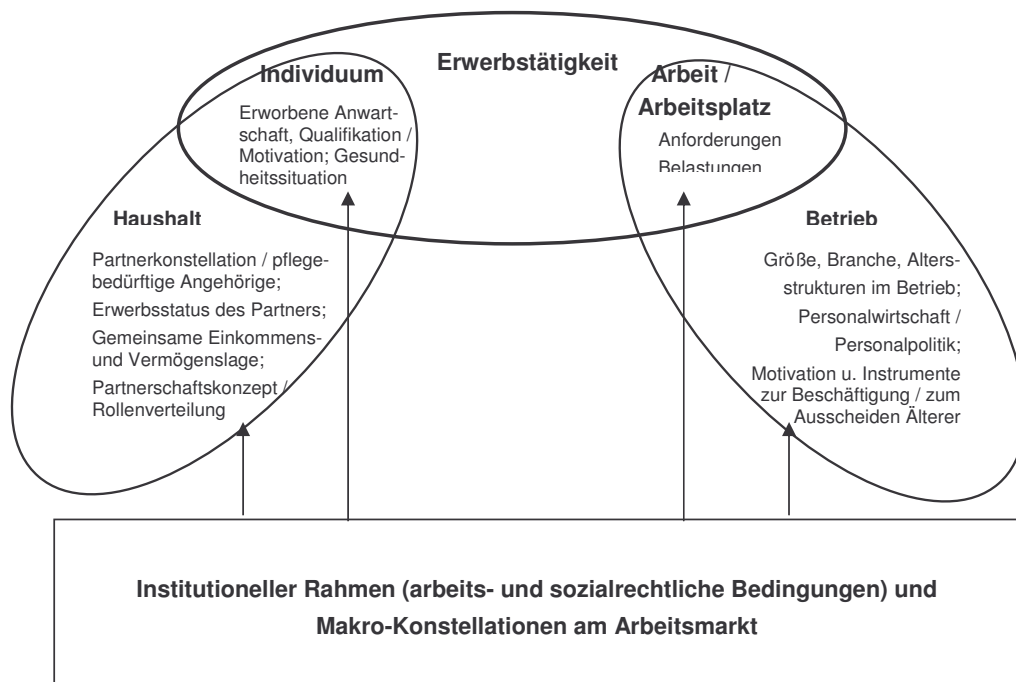 Erwerbstätigkeit
Individuum
Erworbene Anwart-
schaft, Qualifikation /
Motivation; Gesund-
heitssituation
Arbeit /
Arbeitsplatz
Anforderungen
Belastungen
Haushalt
Partnerkonstellation / pflege-
bedürftige Angehörige;
Erwerbsstatus des Partners;
Gemeinsame Einkommens-
und Vermögenslage;
Partnerschaftskonzept /
Rollenverteilung
Betrieb
Größe, Branche, Alters-
strukturen im Betrieb;
Personalwirtschaft /
Personalpolitik;
Motivation u. Instrumente
zur Beschäftigung / zum
Ausscheiden Älterer
Institutioneller Rahmen (arbeits- und sozialrechtliche Bedingungen) und
Makro-Konstellationen am Arbeitsmarkt